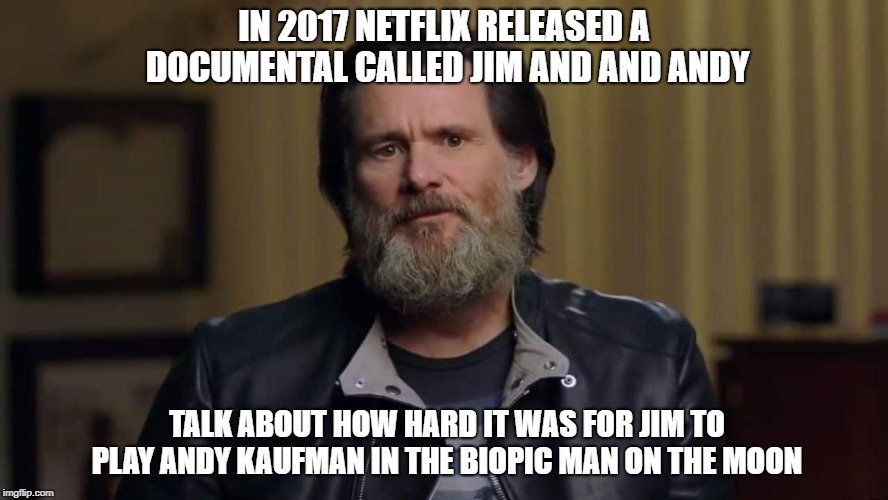 IN 2017 NETFLIX RELEASED A
DOCUMENTAL CALLED JIM AND AND ANDY
TALK ABOUT HOW HARD IT WAS FOR JIM TO
PLAY ANDY KAUFMAN IN THE BIOPIC MAN ON THE MOON
imgflip.com